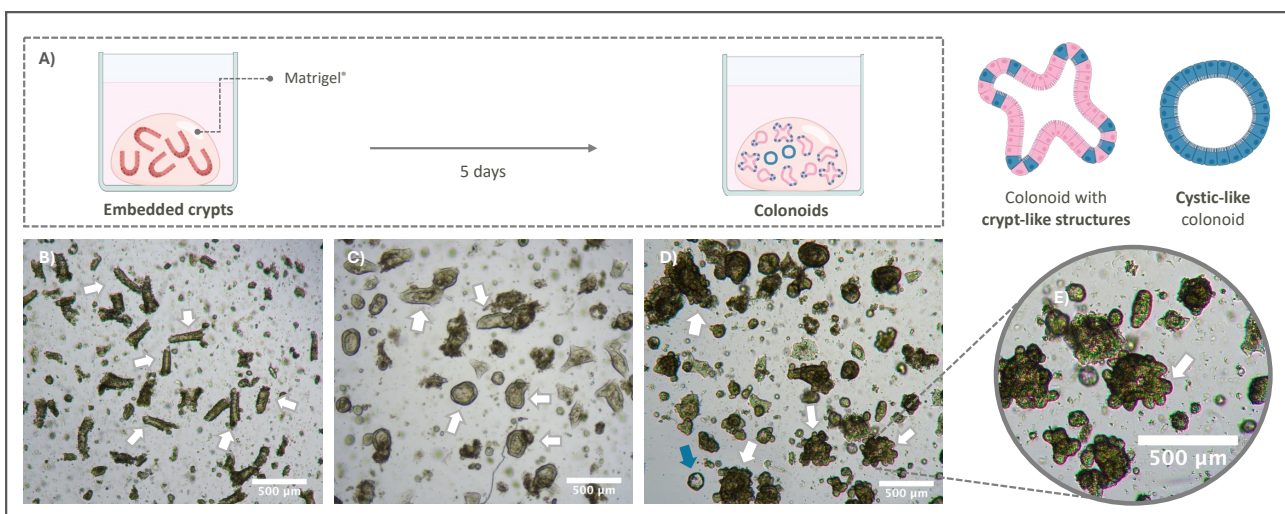 A)
Matrigel®
5 days
Embedded crypts
Colonoids
Colonoid with
crypt-like structures
Cystic-like
colonoid
B)
500 µm
C)
500 µm
D)
500 µm
E)
500 µm